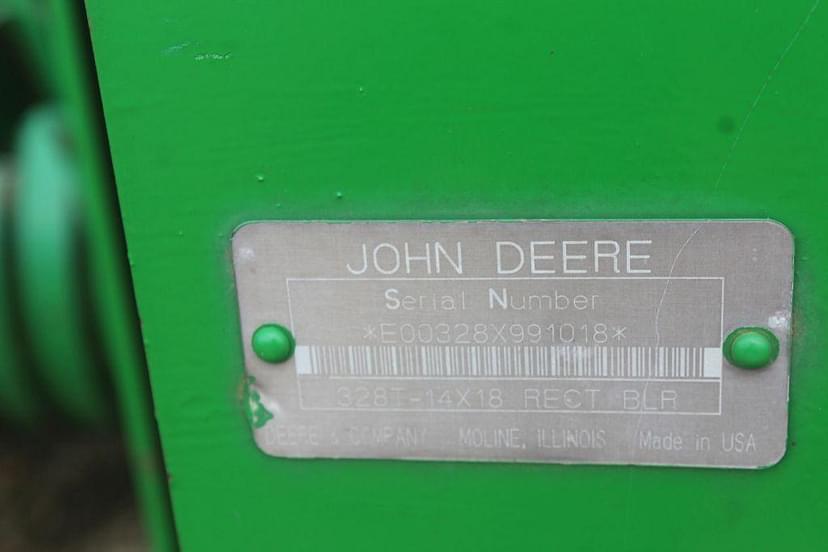 JOHN DEERE
Serial Number
*E00328X991018*
328T-14X18 RECT BLR
DEERE & COMPANY MOLINE, ILLINOIS Made in USA